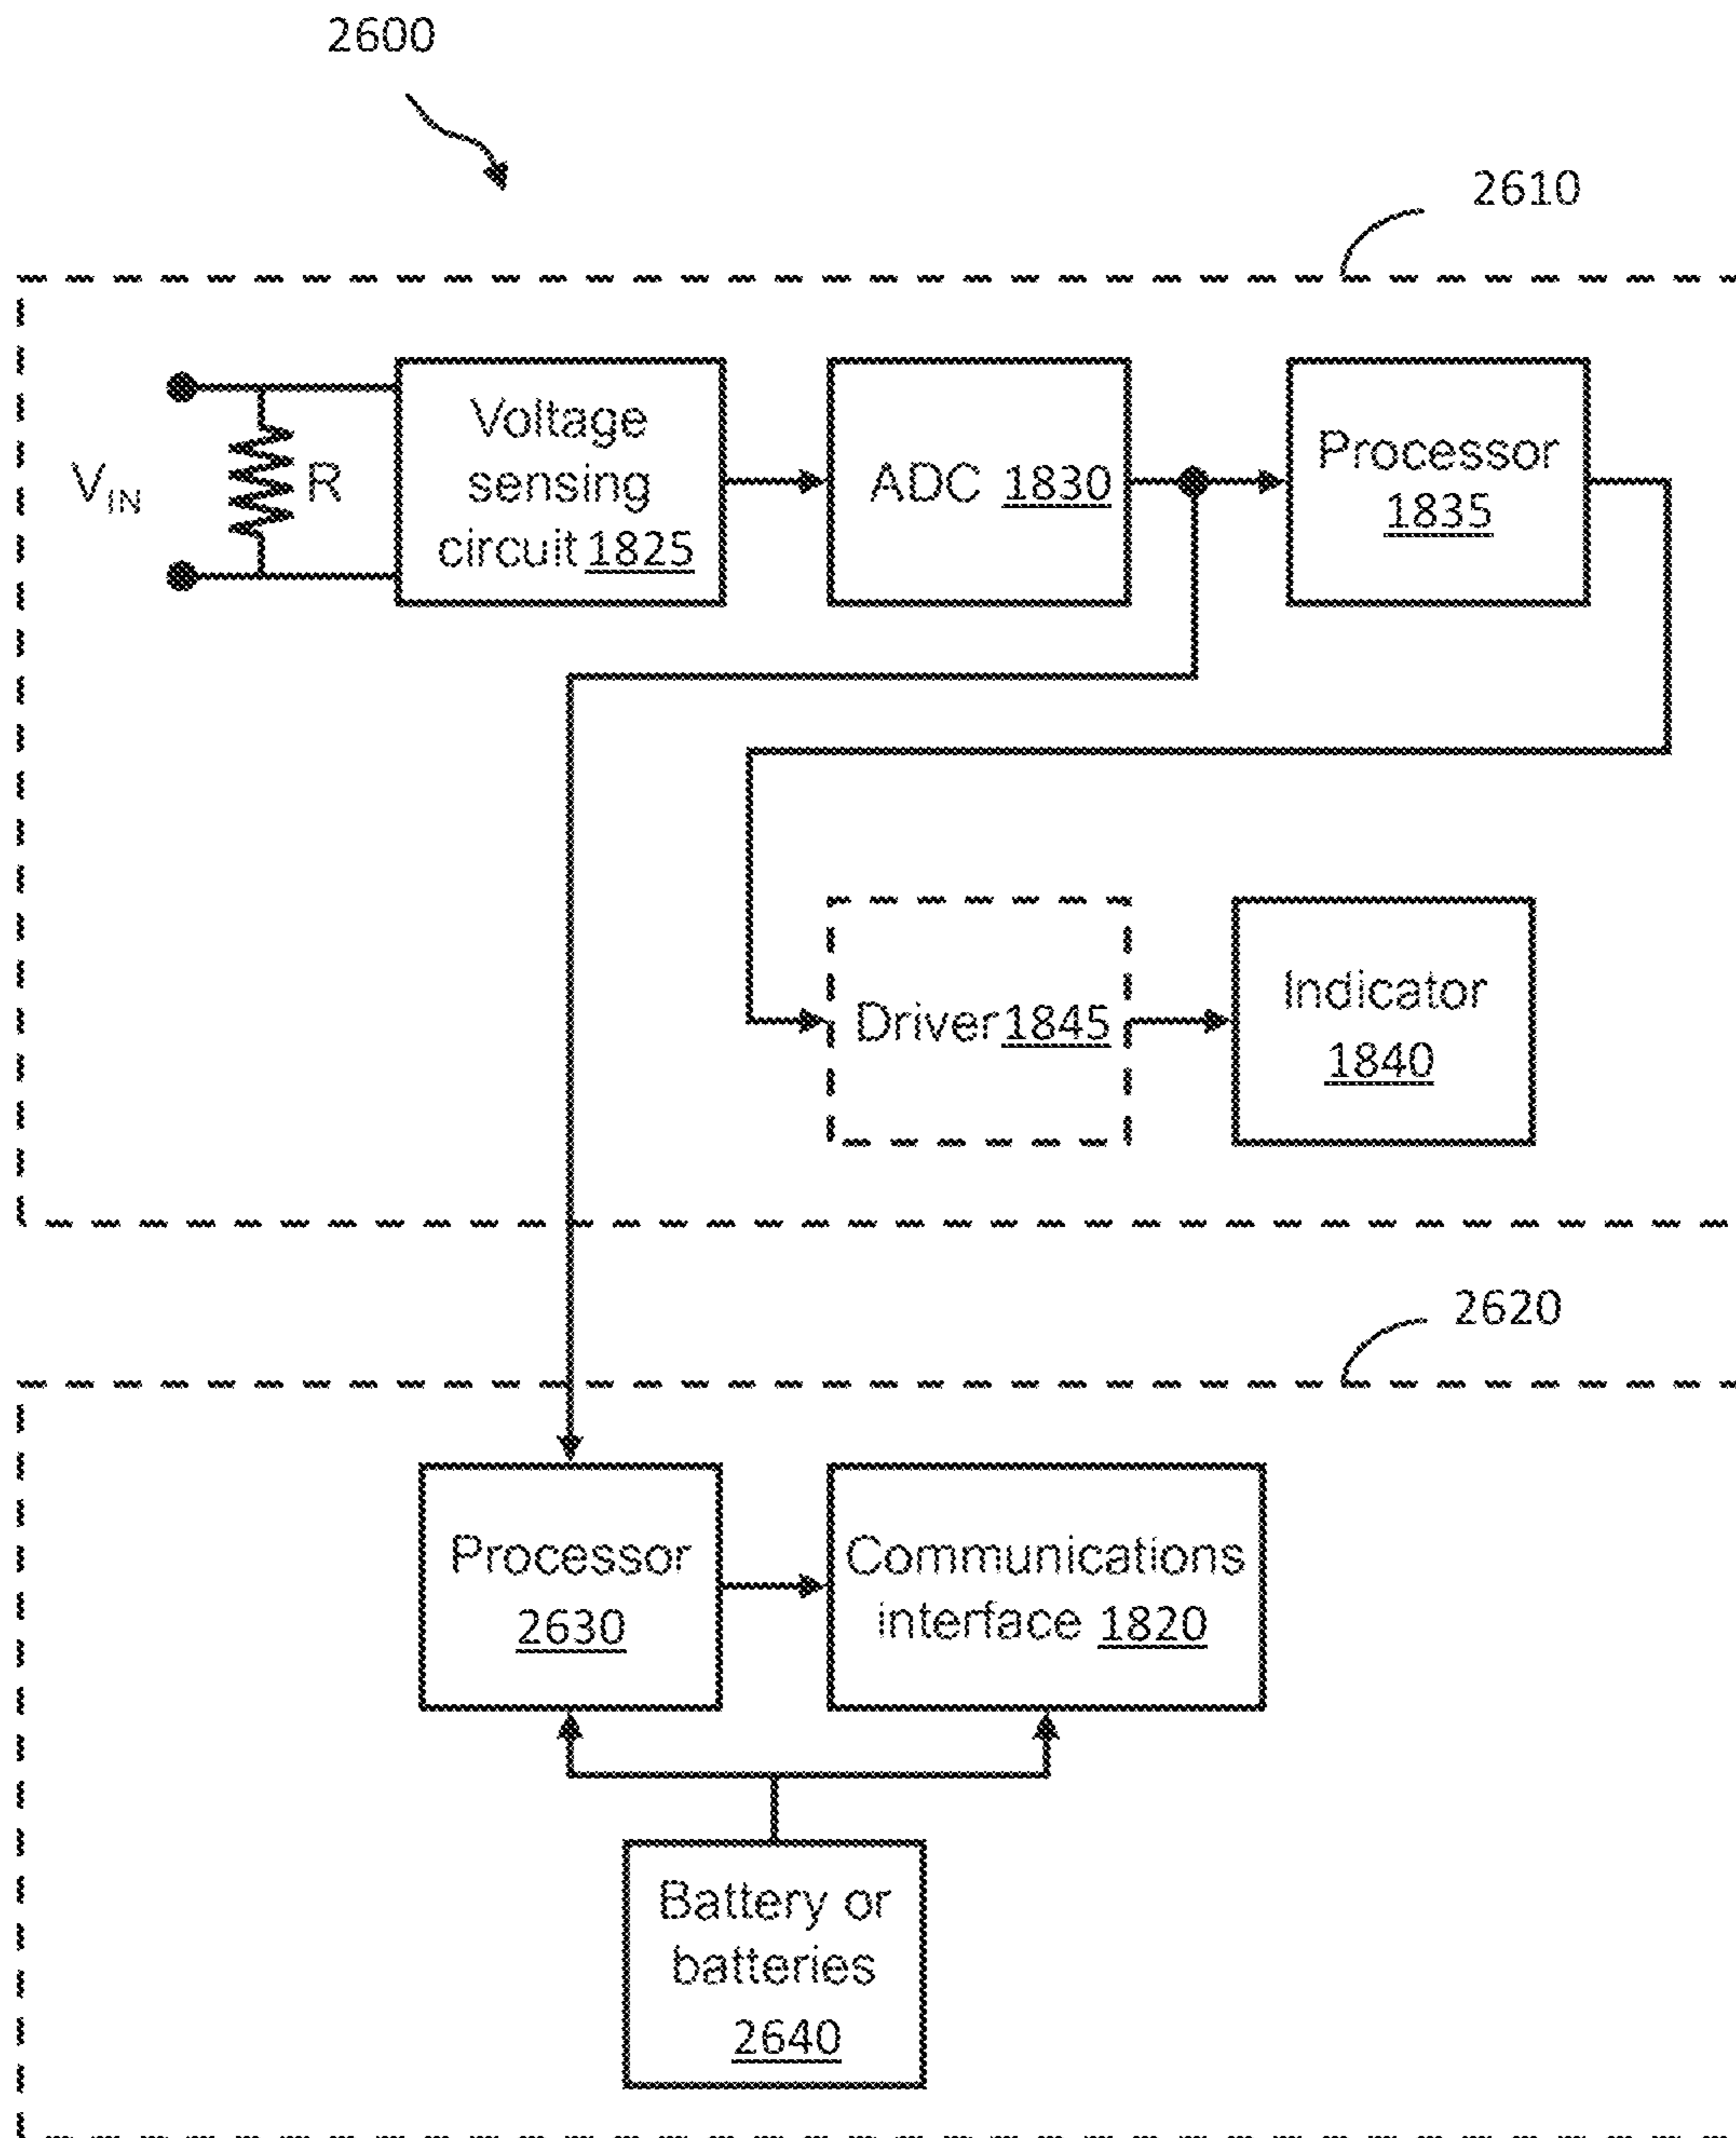 2600
2610
Voltage
sensing
circuit 1825
ADC 1830
Processor
1835
V_IN
R
Driver 1845
Indicator
1840
2620
Processor
2630
Communications
interface 1820
Battery or
batteries
2640